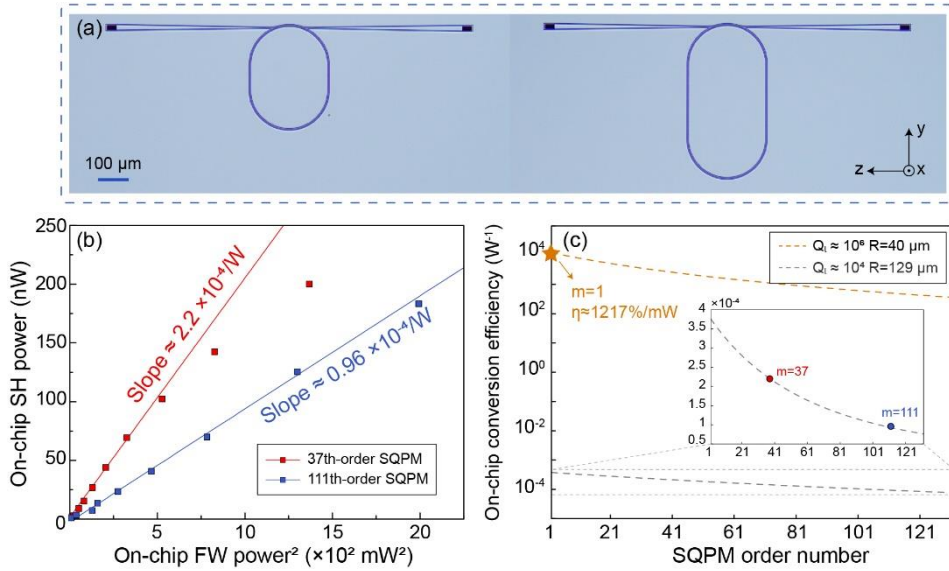 (a)
100 μm
y
z
x
(b)
On-chip SH power (nW)
250
200
150
100
50
0
Slope ≈ 2.2 ×10⁻⁴/W
Slope ≈ 0.96 ×10⁻⁴/W
37th-order SQPM
111th-order SQPM
0 5 10 15 20
On-chip FW power² (×10² mW²)
(c)
On-chip conversion efficiency (W⁻¹)
10⁴
10²
10⁰
10⁻²
10⁻⁴
Qₜ ≈ 10⁶ R=40 μm
Qₜ ≈ 10⁴ R=129 μm
m=1
η≈1217%/mW
×10⁻⁴
4
3.5
3
2.5
2
1.5
1
0.5
m=37
m=111
1 21 41 61 81 101 121
1 21 41 61 81 101 121
SQPM order number